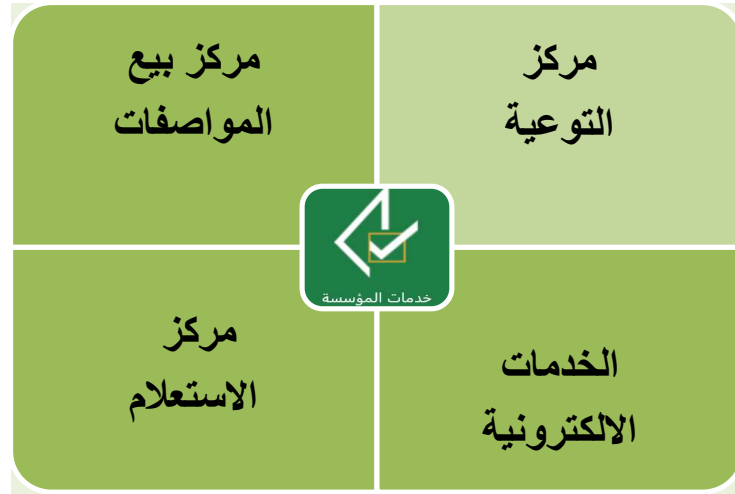 مركز
التوعية
مركز بيع
المواصفات
خدمات المؤسسة
الخدمات
الالكترونية
مركز
الاستعلام